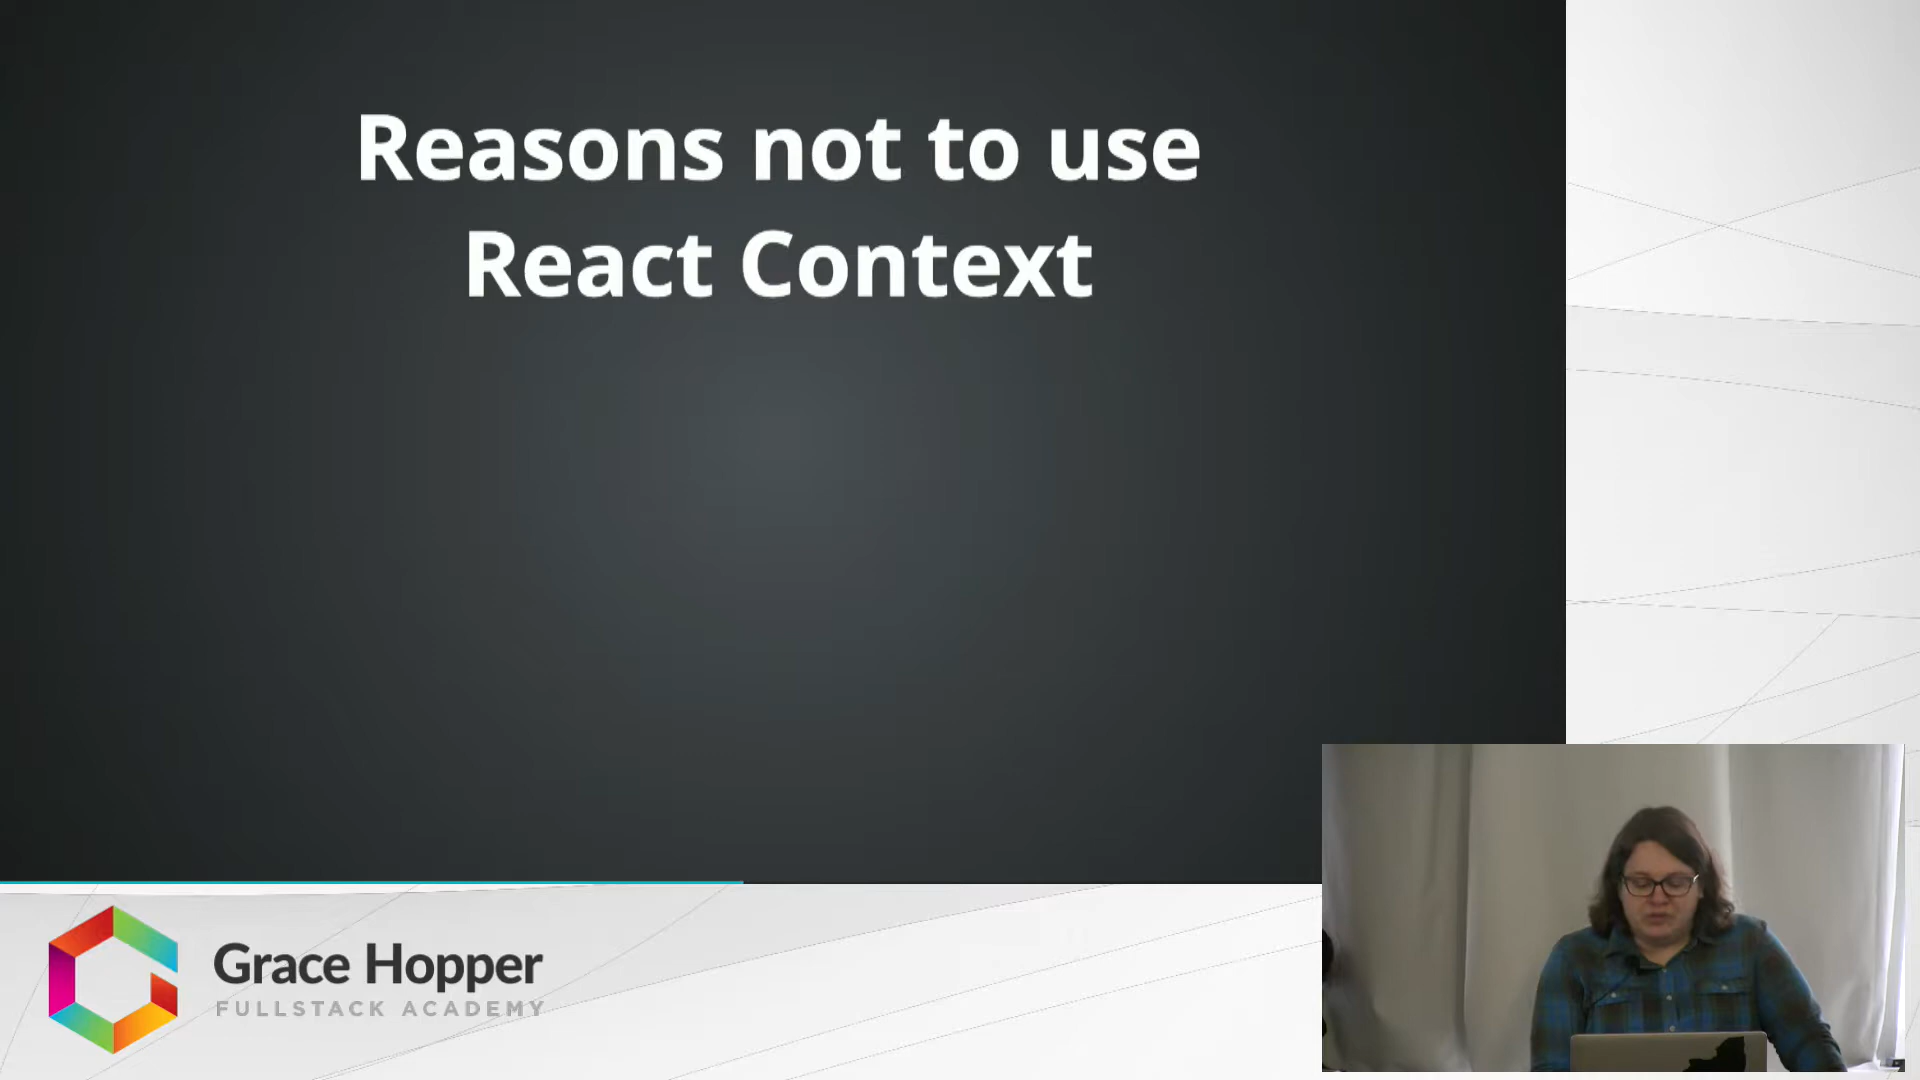 Reasons not to use
React Context
Grace Hopper
FULLSTACK ACADEMY